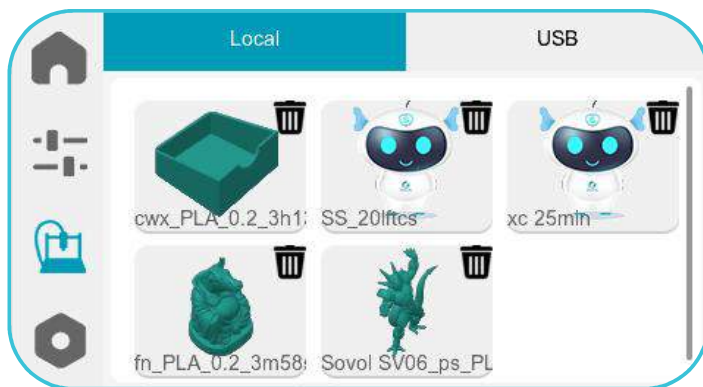 Local
USB
cwx_PLA_0.2_3h1
SS_20lftcs
xc 25min
fn_PLA_0.2_3m58
Sovol SV06_ps_PL